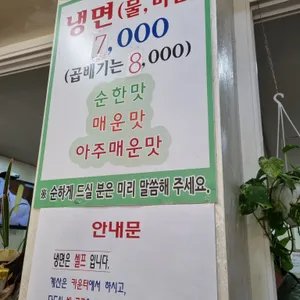 냉면(물,비빔
7,000
(곱빼기는 8,000)
순한맛
매운맛
아주매운맛
※ 순하게 드실 분은 미리 말씀해 주세요.
안내문
냉면은 셀프 입니다.
계산은 카운터에서 하시고,